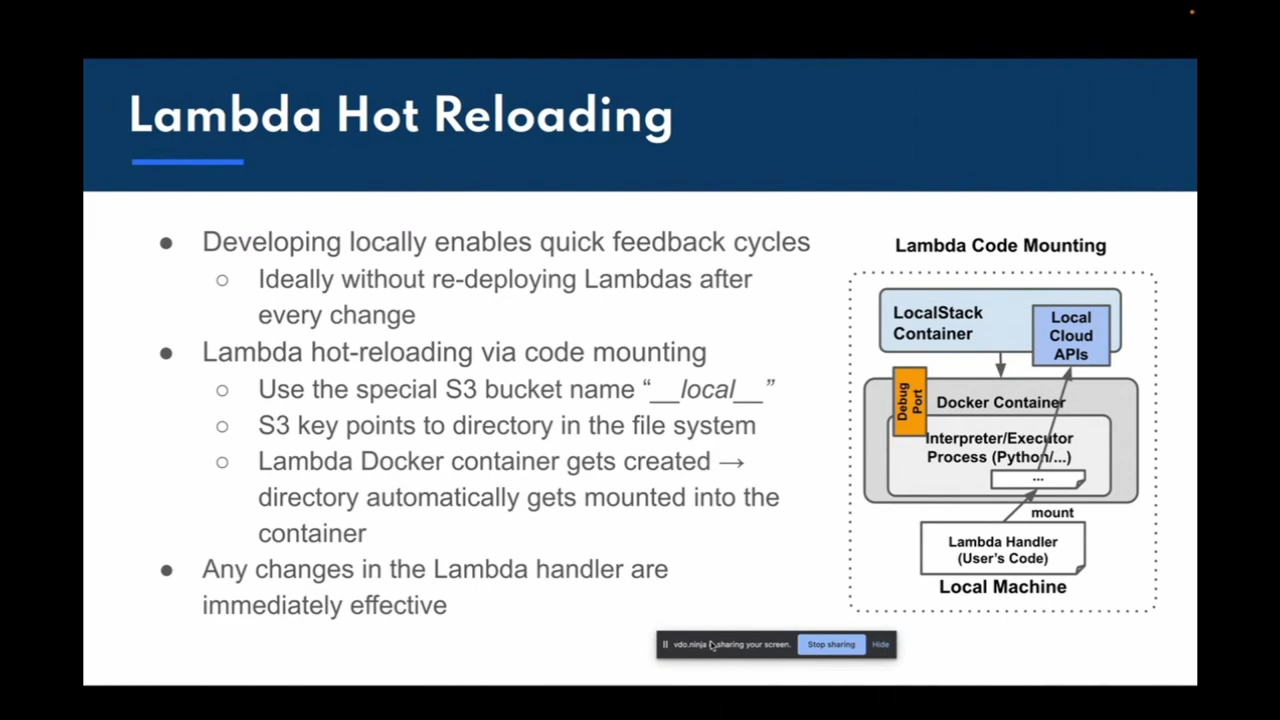 Lambda Hot Reloading
● Developing locally enables quick feedback cycles
○ Ideally without re-deploying Lambdas after
every change
● Lambda hot-reloading via code mounting
○ Use the special S3 bucket name “__local__”
○ S3 key points to directory in the file system
○ Lambda Docker container gets created →
directory automatically gets mounted into the
container
● Any changes in the Lambda handler are
immediately effective
Lambda Code Mounting
LocalStack
Container
Local
Cloud
APIs
Debug
Port
Docker Container
Interpreter/Executor
Process (Python/...)
...
mount
Lambda Handler
(User's Code)
Local Machine
vdo.ninja is sharing your screen.
Stop sharing
Hide